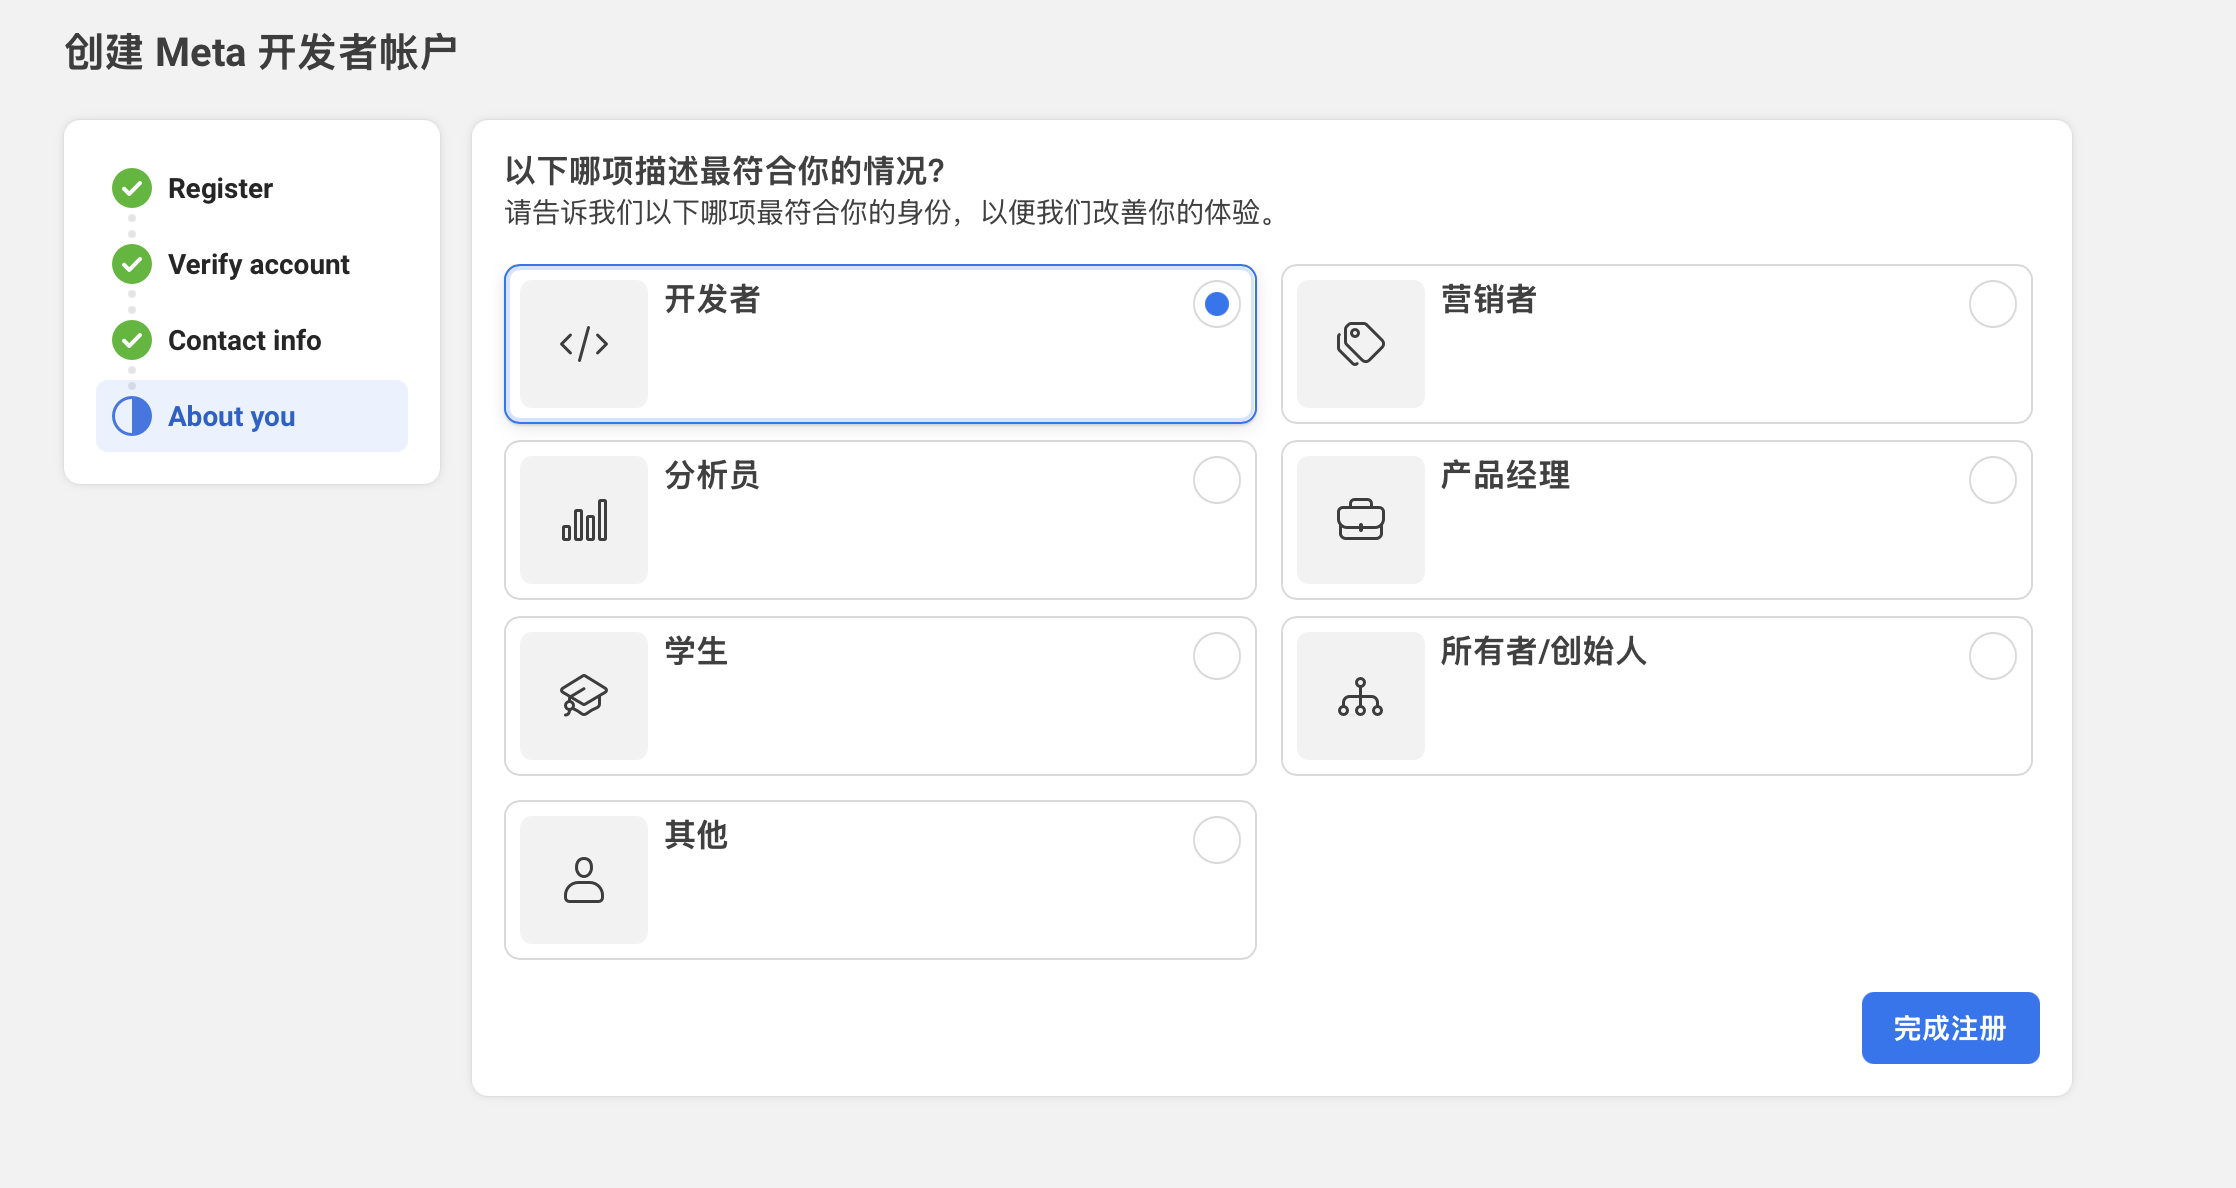 创建 Meta 开发者帐户
Register
Verify account
Contact info
About you
以下哪项描述最符合你的情况?
请告诉我们以下哪项最符合你的身份，以便我们改善你的体验。
开发者
营销者
分析员
产品经理
学生
所有者/创始人
其他
完成注册